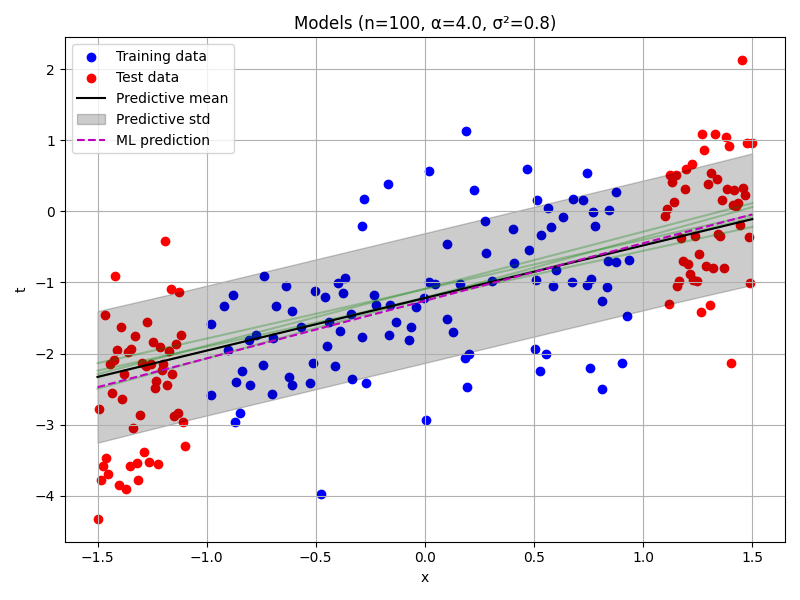 Models (n=100, α=4.0, σ²=0.8)
Training data
Test data
Predictive mean
Predictive std
ML prediction
t
2
1
0
−1
−2
−3
−4
−1.5 −1.0 −0.5 0.0 0.5 1.0 1.5
x